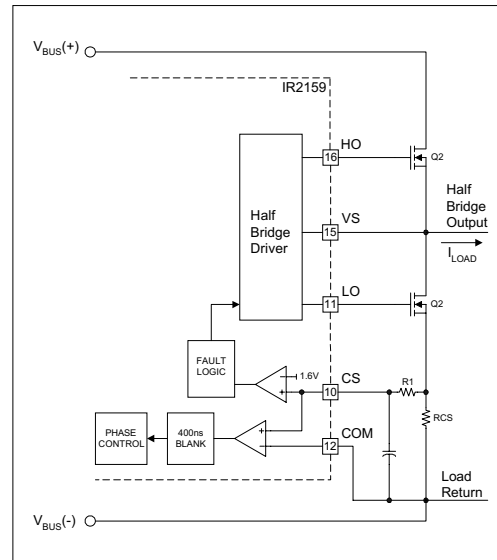 V_BUS(+)
IR2159
HO
16
Q2
Half
Bridge
Driver
Half
Bridge
Output
VS
15
I_LOAD
LO
11
Q2
FAULT
LOGIC
1.6V
+
CS
10
R1
RCS
PHASE
CONTROL
400ns
BLANK
+
COM
12
Load
Return
V_BUS(-)